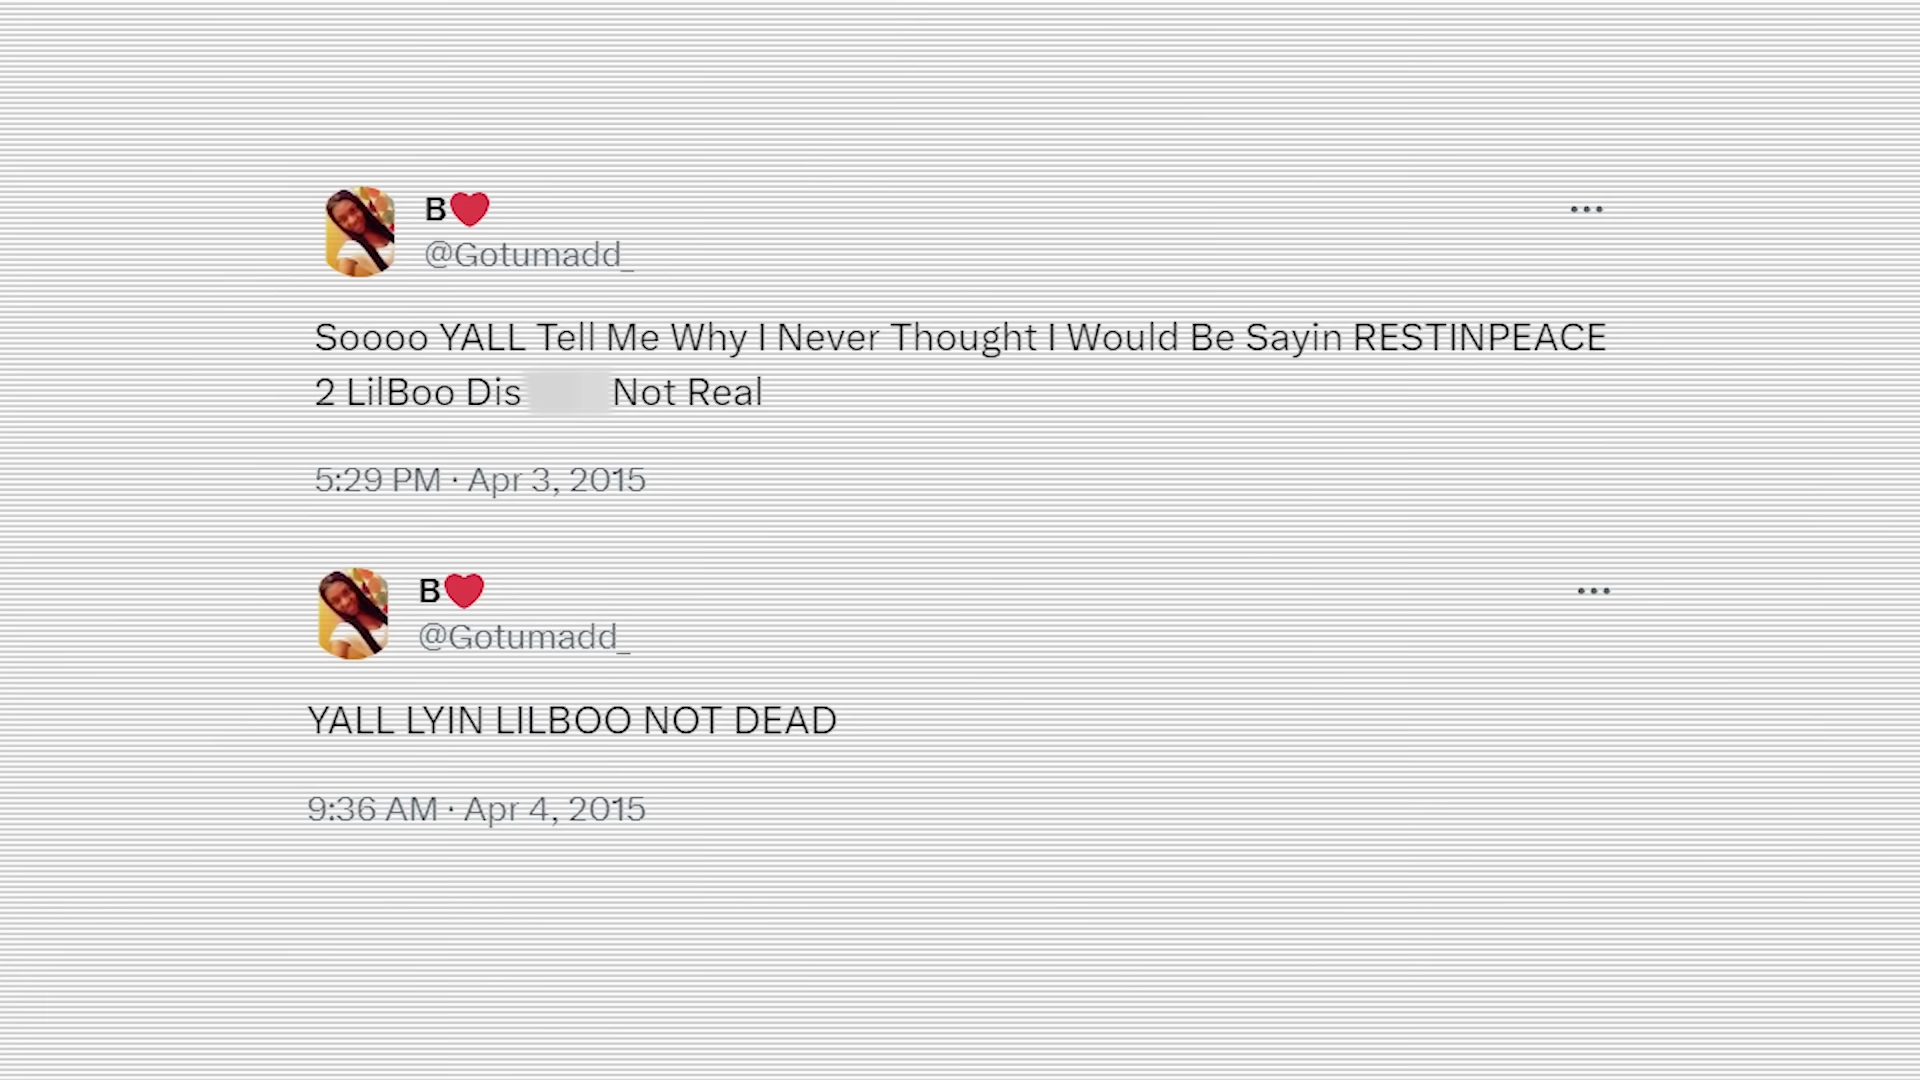 B❤️
@Gotumadd_
Soooo YALL Tell Me Why I Never Thought I Would Be Sayin RESTINPEACE
2 LilBoo Dis Not Real
5:29 PM · Apr 3, 2015
B❤️
@Gotumadd_
YALL LYIN LILBOO NOT DEAD
9:36 AM · Apr 4, 2015